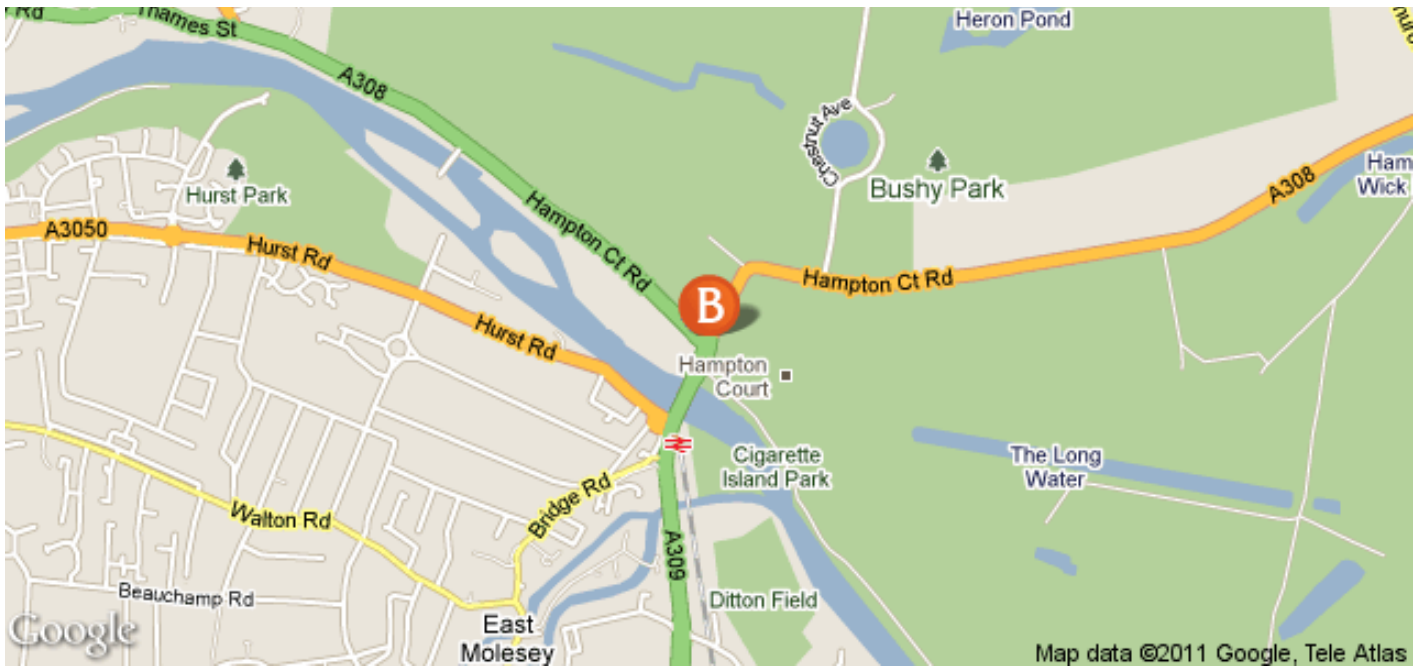 Rd
Thames St
A308
Heron Pond
Chestnut Ave
Bushy Park
Ham
Wick
A308
Hurst Park
A3050
Hurst Rd
Hampton Ct Rd
Hampton Ct Rd
B
Hurst Rd
Hampton
Court
Cigarette
Island Park
The Long
Water
Bridge Rd
Walton Rd
A309
Beauchamp Rd
Ditton Field
East
Molesey
Google
Map data ©2011 Google, Tele Atlas